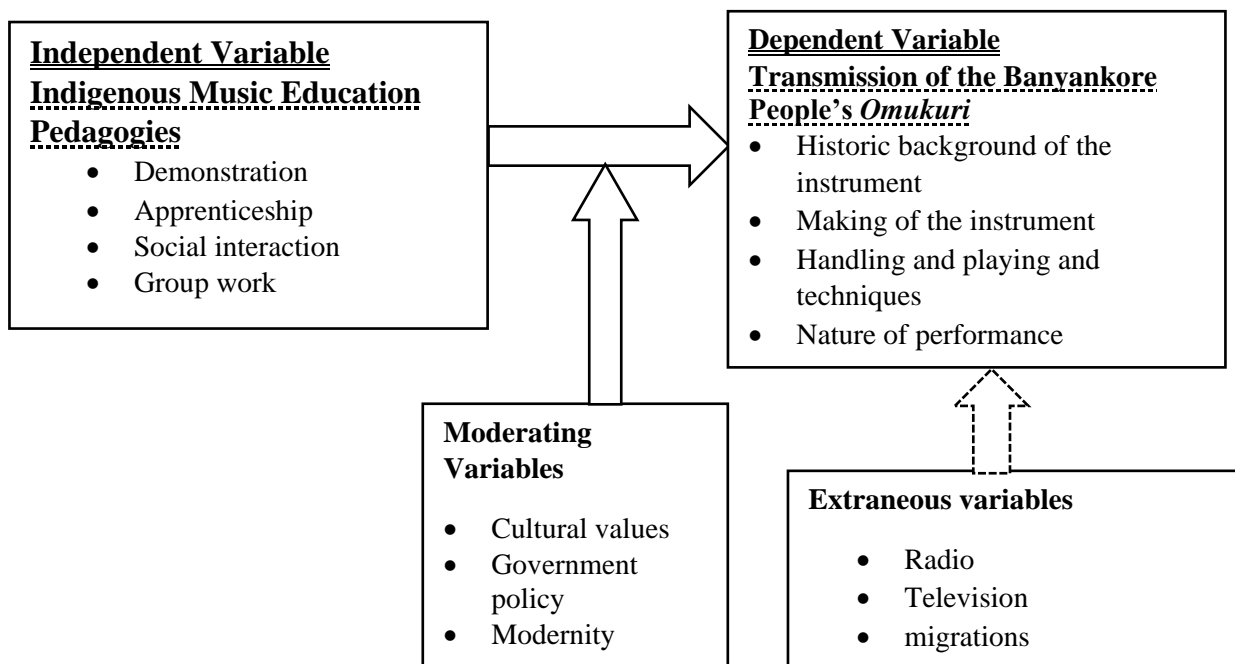 Independent Variable
Indigenous Music Education
Pedagogies
• Demonstration
• Apprenticeship
• Social interaction
• Group work
Dependent Variable
Transmission of the Banyankore
People’s Omukuri
• Historic background of the
instrument
• Making of the instrument
• Handling and playing and
techniques
• Nature of performance
Moderating
Variables
• Cultural values
• Government
policy
• Modernity
Extraneous variables
• Radio
• Television
• migrations